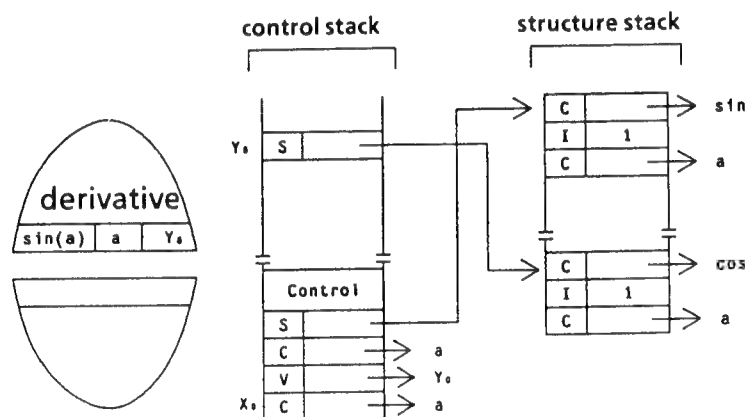 control stack
structure stack
C sin
I 1
C a
Y₀ S
derivative
sin(a) a Y₀
C cos
I 1
C a
Control
S
C a
V Y₀
X₀ C a